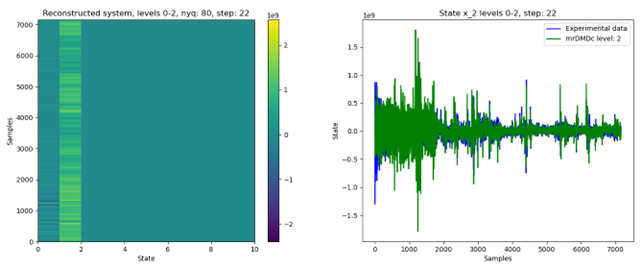 Reconstructed system, levels 0-2, nyq: 80, step: 22
1e9
7000
6000
5000
4000
3000
2000
1000
0
Samples
0 2 4 6 8 10
State
2
1
0
−1
−2
State x_2 levels 0-2, step: 22
1e9
Experimental data
mrDMDc level: 2
1.5
1.0
0.5
0.0
−0.5
−1.0
−1.5
State
0 1000 2000 3000 4000 5000 6000 7000
Samples